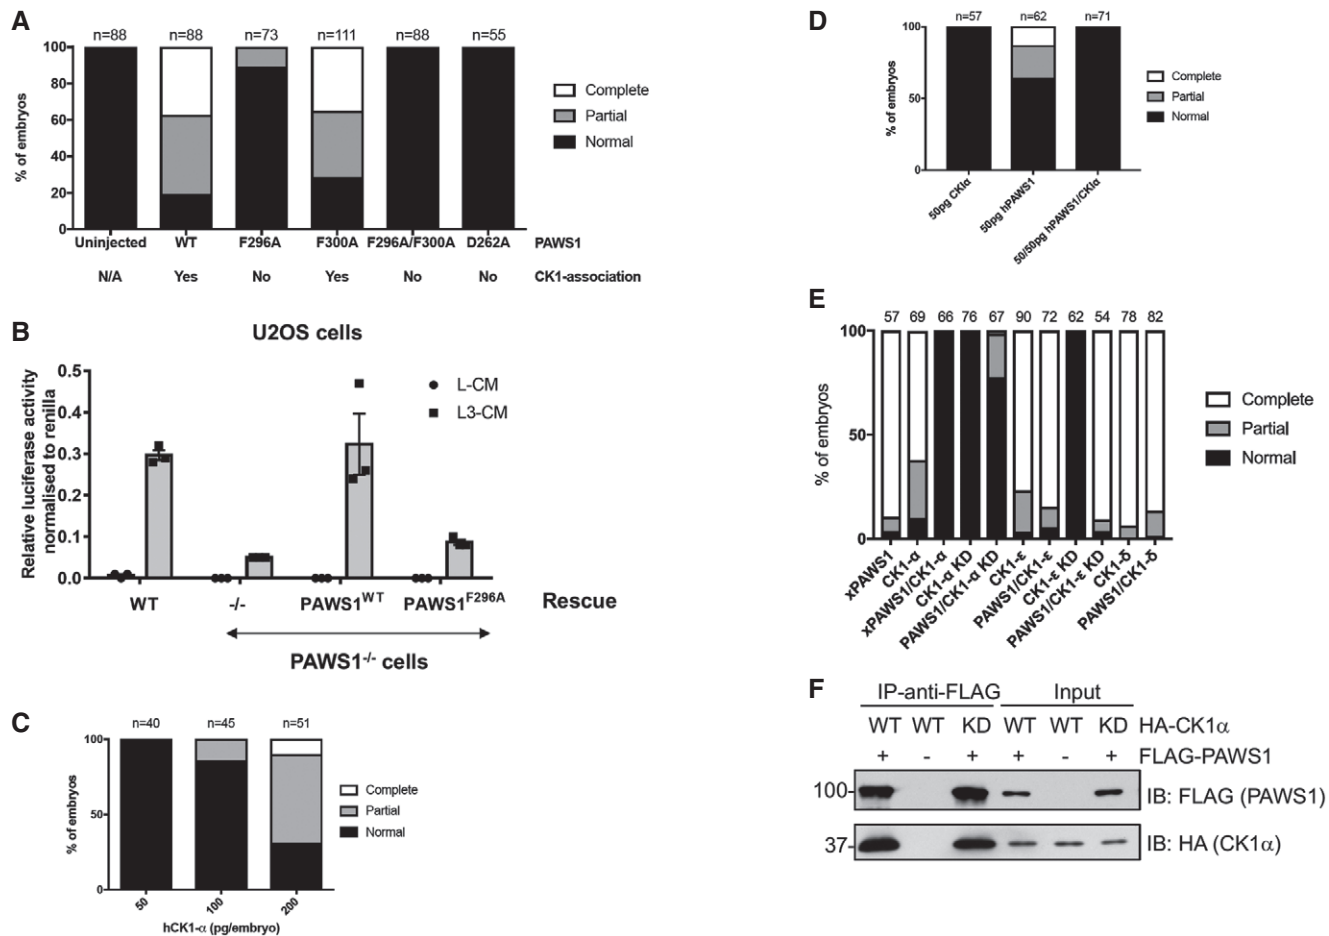 A
n=88 n=88 n=73 n=111 n=88 n=55
% of embryos
100
80
60
40
20
0
Complete
Partial
Normal
Uninjected WT F296A F300A F296A/F300A D262A PAWS1
N/A Yes No Yes No No CK1-association
B
U2OS cells
Relative luciferase activity
normalised to renilla
0.5
0.4
0.3
0.2
0.1
0.0
L-CM
L3-CM
WT -/- PAWS1WT PAWS1F296A Rescue
PAWS1-/- cells
C
n=40 n=45 n=51
% of embryos
100
50
0
Complete
Partial
Normal
50 100 200
hCK1-α (pg/embryo)
D
n=57 n=62 n=71
% of embryos
100
50
0
Complete
Partial
Normal
50pg CKIα
50pg hPAWS1
50/50pg hPAWS1/CKIα
E
57 69 66 76 67 90 72 62 54 78 82
% of embryos
100
50
0
Complete
Partial
Normal
xPAWS1
CK1-α
xPAWS1/CK1-α
CK1-α KD
PAWS1/CK1-α KD
CK1-ε
PAWS1/CK1-ε
CK1-ε KD
PAWS1/CK1-ε KD
CK1-δ
PAWS1/CK1-δ
F
IP-anti-FLAG Input
WT WT KD WT WT KD HA-CK1α
+ - + + - + FLAG-PAWS1
100 IB: FLAG (PAWS1)
37 IB: HA (CK1α)